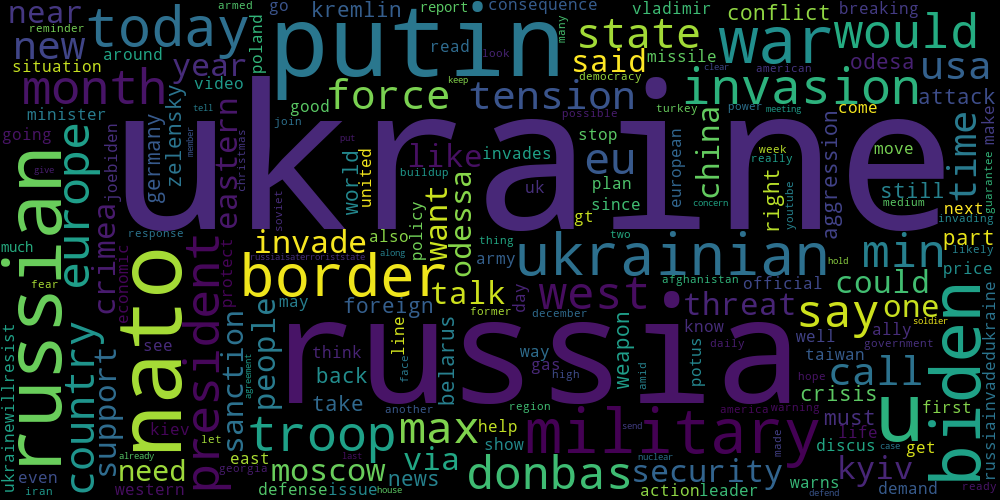 near
new
situation
today
around
armed
reminder
go
kremlin
report
consequence
vladimir
breaking
conflict
many
poland
putin
look
read
state
war
would
said
missile
american
clear
odesa
usa
year
video
month
minister
good
force
keep
tension
democracy
turkey
power
meeting
invasion
attack
possible
come
going
tell
join
stop
week
really
make
ukraine
eastern
christmas
put
member
zelensky
germany
joebiden
europe
russian
world
united
like
invades
eu
uk
plan
since
european
china
right
youtube
aggression
move
still
time
guarantee
medium
next
invading
give
soviet
buildup
gt
nato
crimea
country
much
response
invade
also
policy
want
odessa
thing
two
concern
army
ukrainian
hold
min
part
likely
fear
economic
president
protect
russiaisaterroriststate
along
border
talk
former
day
december
afghanistan
official
could
price
west
threat
say
one
may
foreign
line
russia
people
sanction
agreement
see
support
ukrainewillresist
think
back
face
belarus
way
gas
high
amid
weapon
potus
know
daily
well
taiwan
ally
government
soldier
biden
russiainvadedukraine
call
hope
crisis
first
take
another
region
america
warning
must
life
kiev
let
troop
max
help
military
made
discus
case
u
get
already
need
east
georgia
last
moscow
via
show
send
nuclear
warns
kyiv
even
iran
western
defense
issue
house
news
donbas
security
action
leader
defend
demand
ready